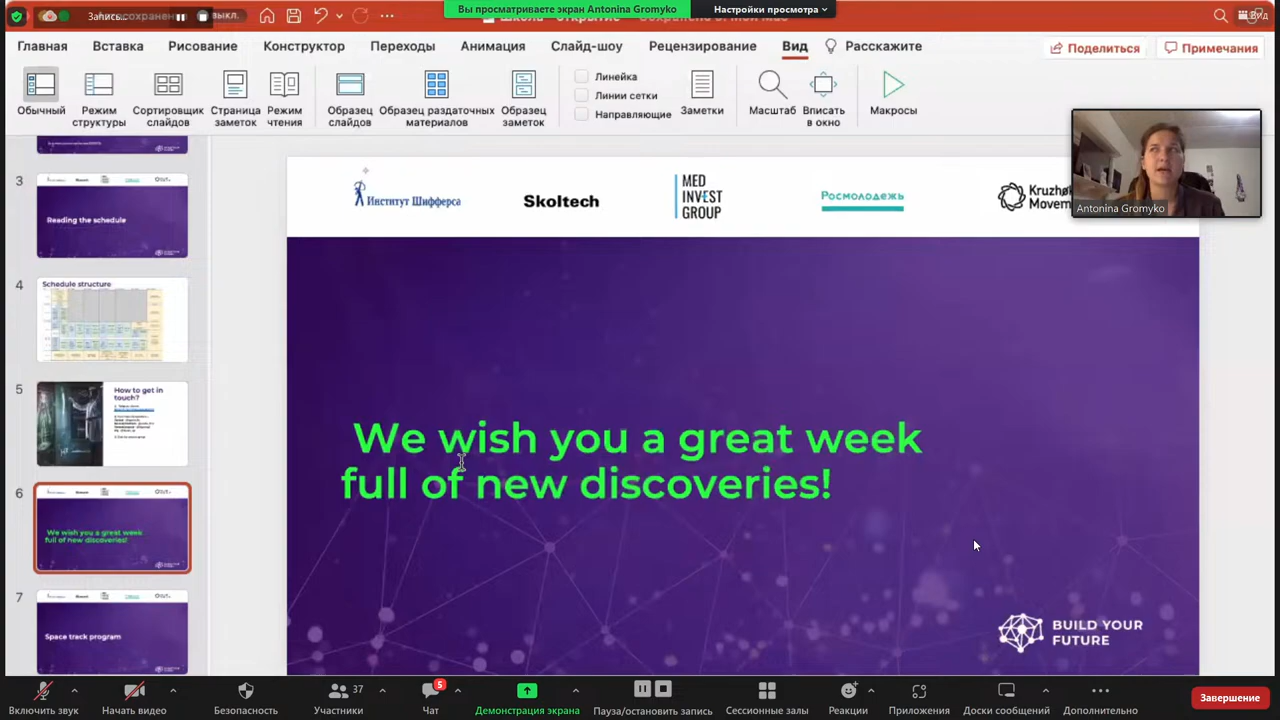 Запись...
выкл.
Вы просматриваете экран Antonina Gromyko
Настройки просмотра
Вид
Главная
Вставка
Рисование
Конструктор
Переходы
Анимация
Слайд-шоу
Рецензирование
Вид
Расскажите
Поделиться
Примечания
Обычный
Режим
структуры
Сортировщик
слайдов
Страница
заметок
Режим
чтения
Образец
слайдов
Образец раздаточных
материалов
Образец
заметок
Линейка
Линии сетки
Направляющие
Заметки
Масштаб
Вписать
в окно
Макросы
Antonina Gromyko
3
Reading the schedule
4
Schedule structure
5
How to get in
touch?
6
We wish you a great week
full of new discoveries!
7
Space track program
Институт Шифферса
Skoltech
MED
INVEST
GROUP
Росмолодёжь
We wish you a great week
full of new discoveries!
BUILD YOUR
FUTURE
Включить звук
Начать видео
Безопасность
37
Участники
5
Чат
Демонстрация экрана
Пауза/остановить запись
Сессионные залы
Реакции
Приложения
Доски сообщений
Дополнительно
Завершение